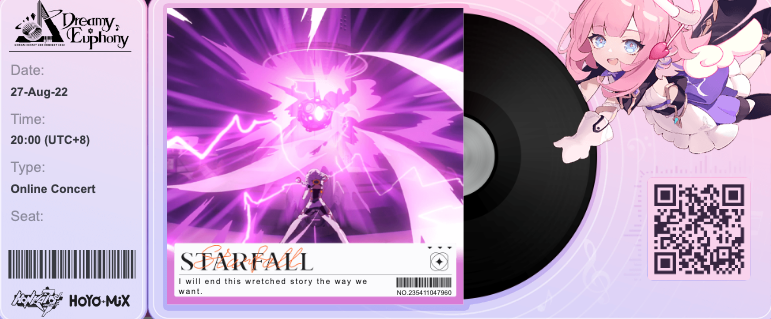 Dreamy
Euphony
Date:
27-Aug-22
Time:
20:00 (UTC+8)
Type:
Online Concert
Seat:
HOYO-MiX
STARFALL
Starfall
I will end this wretched story the way we
want.
NO.235411047960